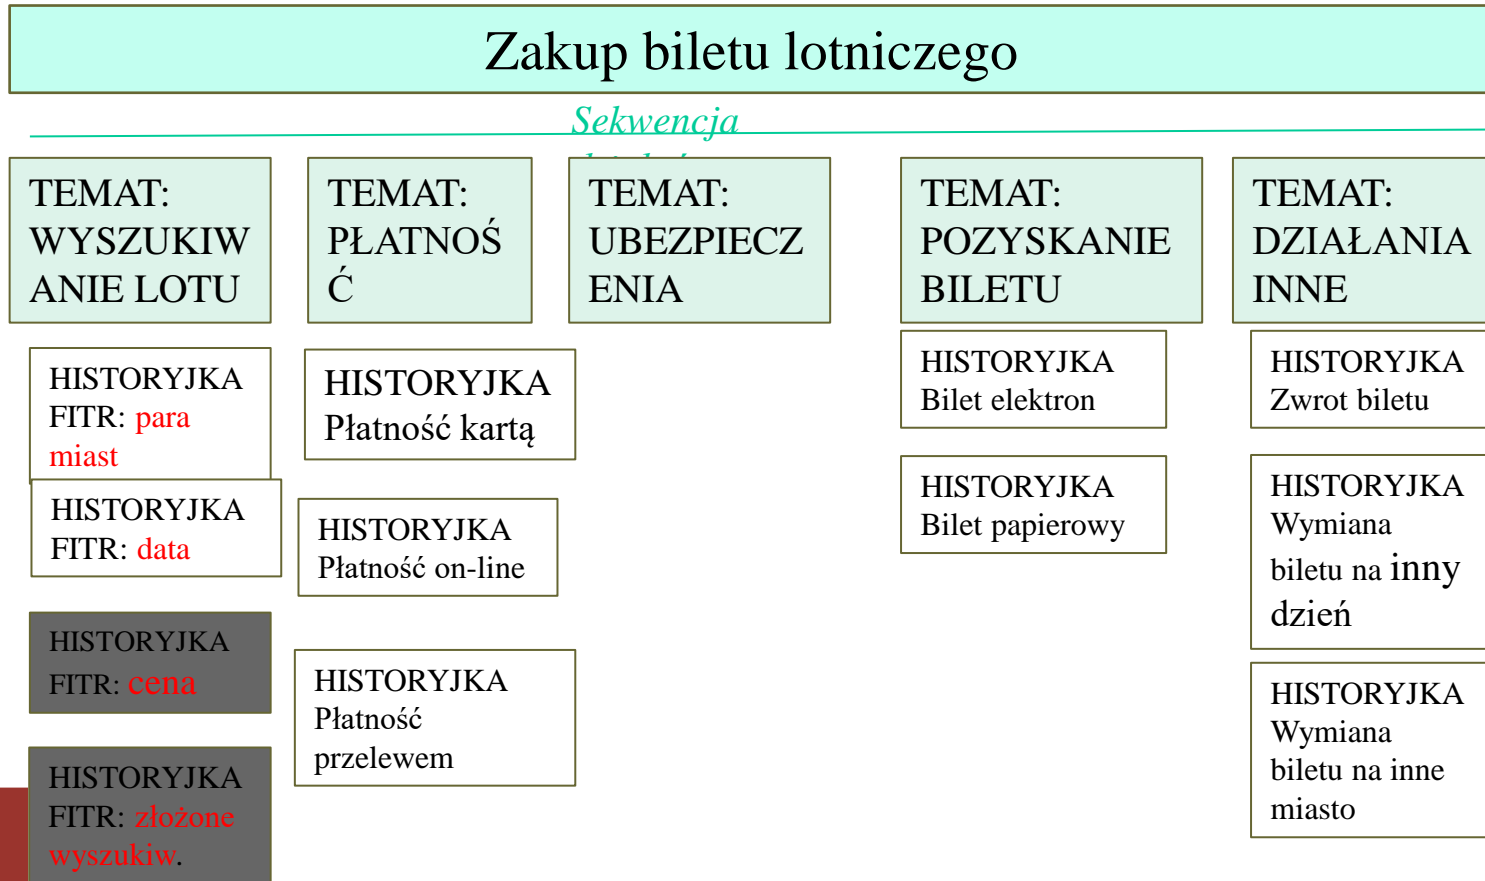 Zakup biletu lotniczego
Sekwencja
TEMAT:
WYSZUKIW
ANIE LOTU
HISTORYJKA
FITR: para
miast
HISTORYJKA
FITR: data
HISTORYJKA
FITR: cena
HISTORYJKA
FITR: złożone
wyszukiw.
TEMAT:
PŁATNOŚ
Ć
HISTORYJKA
Płatność kartą
HISTORYJKA
Płatność on-line
HISTORYJKA
Płatność
przelewem
TEMAT:
UBEZPIECZ
ENIA
TEMAT:
POZYSKANIE
BILETU
HISTORYJKA
Bilet elektron
HISTORYJKA
Bilet papierowy
TEMAT:
DZIAŁANIA
INNE
HISTORYJKA
Zwrot biletu
HISTORYJKA
Wymiana
biletu na inny
dzień
HISTORYJKA
Wymiana
biletu na inne
miasto